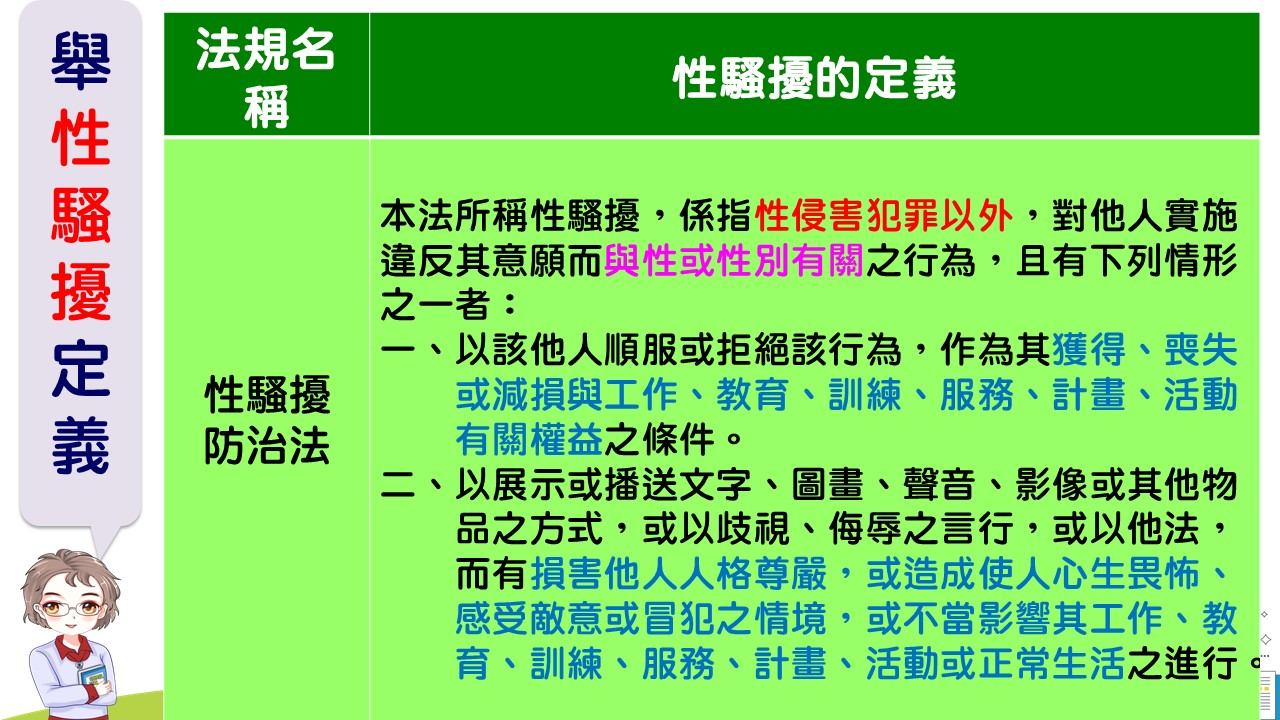 舉性騷擾定義
法規名
稱
性騷擾的定義
性騷擾
防治法
本法所稱性騷擾，係指性侵害犯罪以外，對他人實施
違反其意願而與性或性別有關之行為，且有下列情形
之一者：
一、以該他人順服或拒絕該行為，作為其獲得、喪失
或減損與工作、教育、訓練、服務、計畫、活動
有關權益之條件。
二、以展示或播送文字、圖畫、聲音、影像或其他物
品之方式，或以歧視、侮辱之言行，或以他法，
而有損害他人人格尊嚴，或造成使人心生畏怖、
感受敵意或冒犯之情境，或不當影響其工作、教
育、訓練、服務、計畫、活動或正常生活之進行。